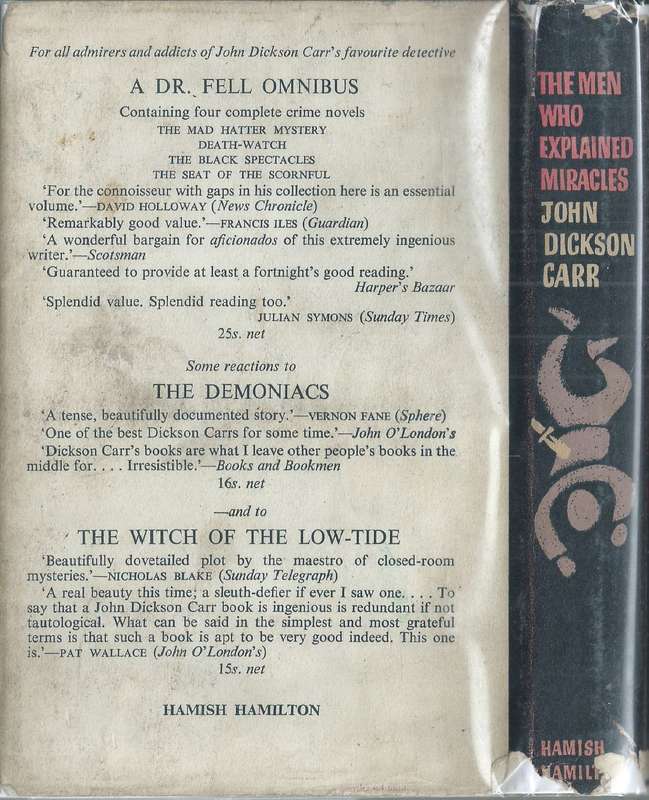 For all admirers and addicts of John Dickson Carr's favourite detective
A DR. FELL OMNIBUS
Containing four complete crime novels
THE MAD HATTER MYSTERY
DEATH-WATCH
THE BLACK SPECTACLES
THE SEAT OF THE SCORNFUL
'For the connoisseur with gaps in his collection here is an essential
volume.'—DAVID HOLLOWAY (News Chronicle)
'Remarkably good value.'—FRANCIS ILES (Guardian)
'A wonderful bargain for aficionados of this extremely ingenious
writer.'—Scotsman
'Guaranteed to provide at least a fortnight's good reading.'
Harper's Bazaar
'Splendid value. Splendid reading too.'
JULIAN SYMONS (Sunday Times)
25s. net
Some reactions to
THE DEMONIACS
'A tense, beautifully documented story.'—VERNON FANE (Sphere)
'One of the best Dickson Carrs for some time.'—John O'London's
'Dickson Carr's books are what I leave other people's books in the
middle for. . . . Irresistible.'—Books and Bookmen
16s. net
—and to
THE WITCH OF THE LOW-TIDE
'Beautifully dovetailed plot by the maestro of closed-room
mysteries.'—NICHOLAS BLAKE (Sunday Telegraph)
'A real beauty this time; a sleuth-defier if ever I saw one. . . . To
say that a John Dickson Carr book is ingenious is redundant if not
tautological. What can be said in the simplest and most grateful
terms is that such a book is apt to be very good indeed. This one
is.'—PAT WALLACE (John O'London's)
15s. net
HAMISH HAMILTON
THE MEN
WHO
EXPLAINED
MIRACLES
JOHN
DICKSON
CARR
HAMISH
HAMILT